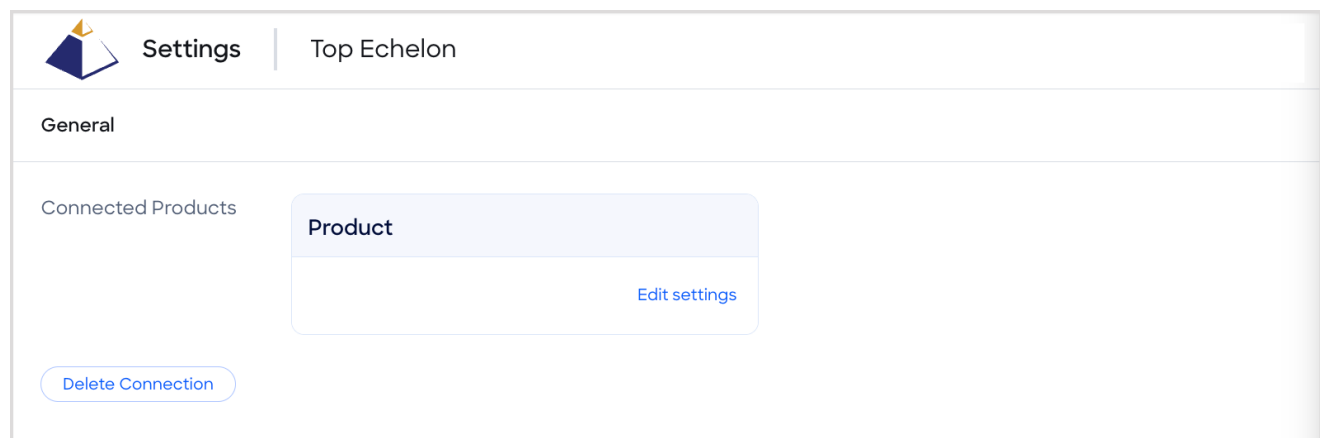 Settings Top Echelon
General
Connected Products
Product
Edit settings
Delete Connection